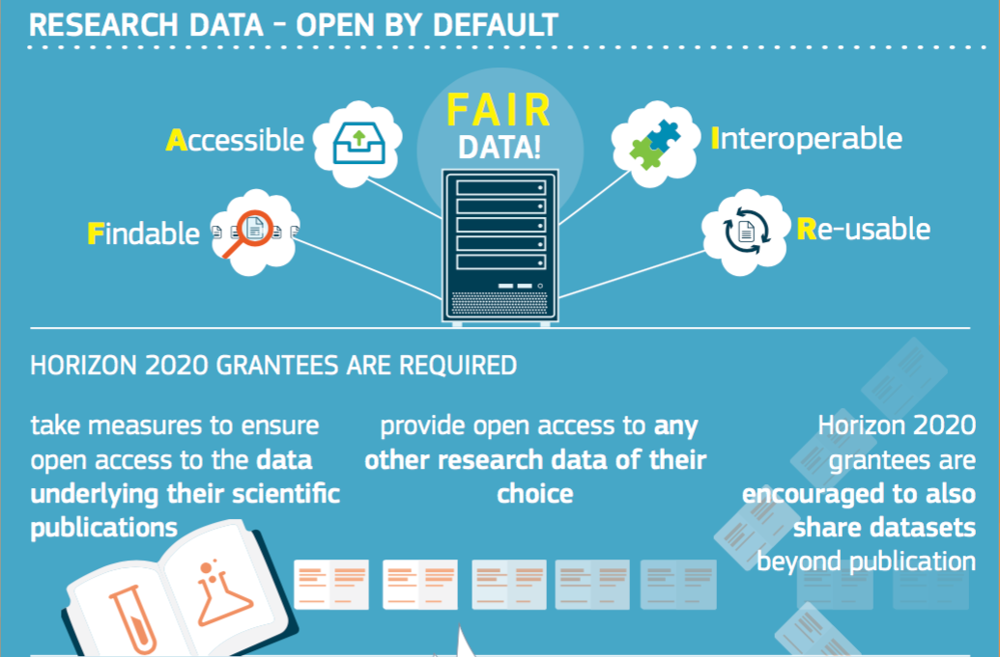 RESEARCH DATA – OPEN BY DEFAULT
FAIR
DATA!
Accessible
Interoperable
Findable
Re-usable
HORIZON 2020 GRANTEES ARE REQUIRED
take measures to ensure
open access to the data
underlying their scientific
publications
provide open access to any
other research data of their
choice
Horizon 2020
grantees are
encouraged to also
share datasets
beyond publication